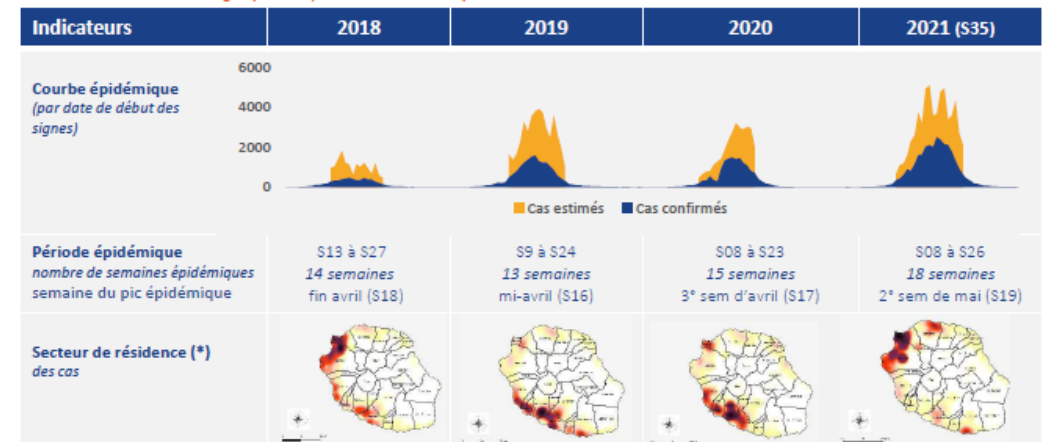 Indicateurs 2018 2019 2020 2021 (S35)
6000
Courbe épidémique
(par date de début des
signes)
4000
2000
0
Cas estimés Cas confirmés
Période épidémique S13 à S27 S9 à S24 S08 à S23 S08 à S26
nombre de semaines épidémiques 14 semaines 13 semaines 15 semaines 18 semaines
semaine du pic épidémique fin avril (S18) mi-avril (S16) 3° sem d'avril (S17) 2° sem de mai (S19)
Secteur de résidence (*)
des cas